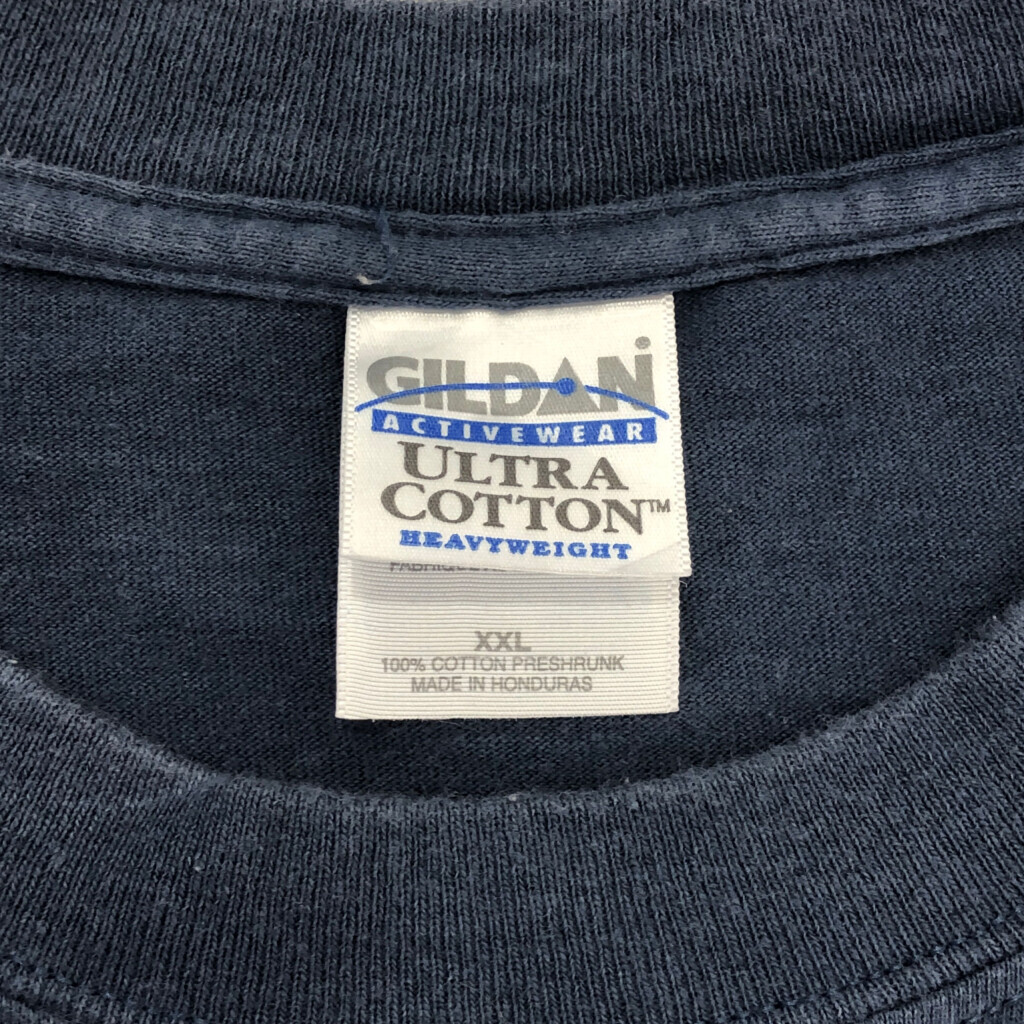 GILDAN
ACTIVEWEAR
ULTRA
COTTON™
HEAVYWEIGHT
XXL
100% COTTON PRESHRUNK
MADE IN HONDURAS